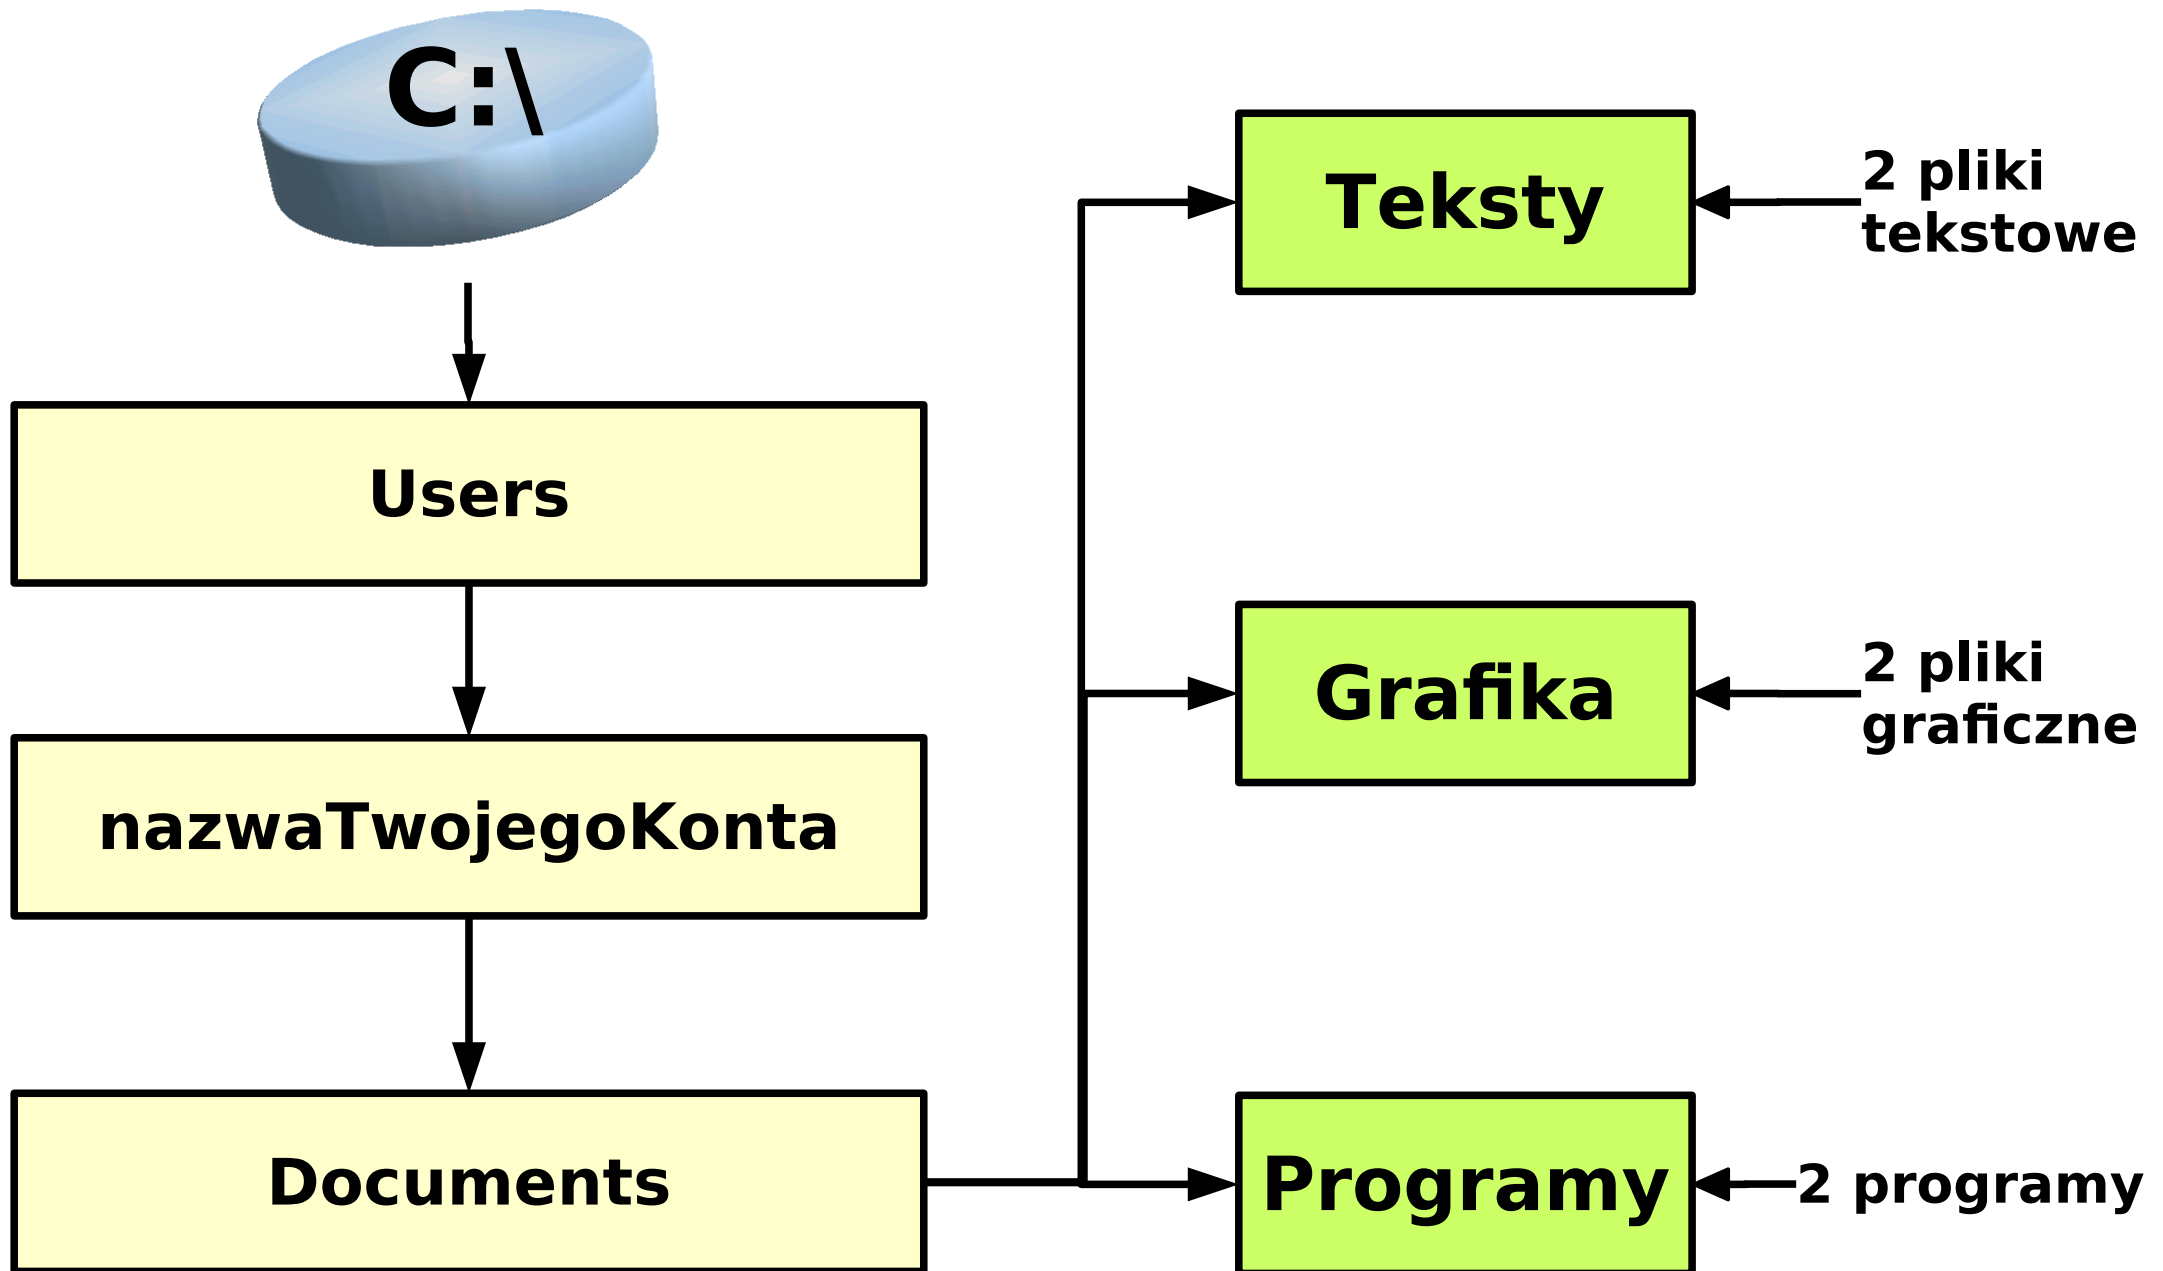 C:\
Users
nazwaTwojegoKonta
Documents
Teksty
2 pliki
tekstowe
Grafika
2 pliki
graficzne
Programy
2 programy